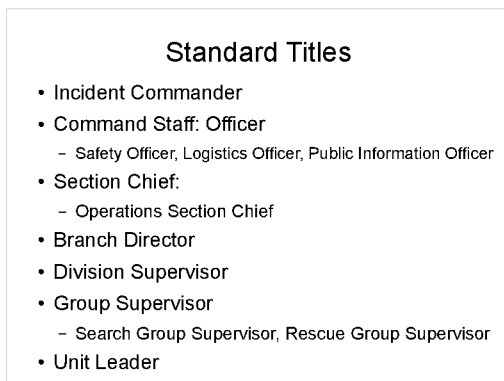 Standard Titles
• Incident Commander
• Command Staff: Officer
– Safety Officer, Logistics Officer, Public Information Officer
• Section Chief:
– Operations Section Chief
• Branch Director
• Division Supervisor
• Group Supervisor
– Search Group Supervisor, Rescue Group Supervisor
• Unit Leader